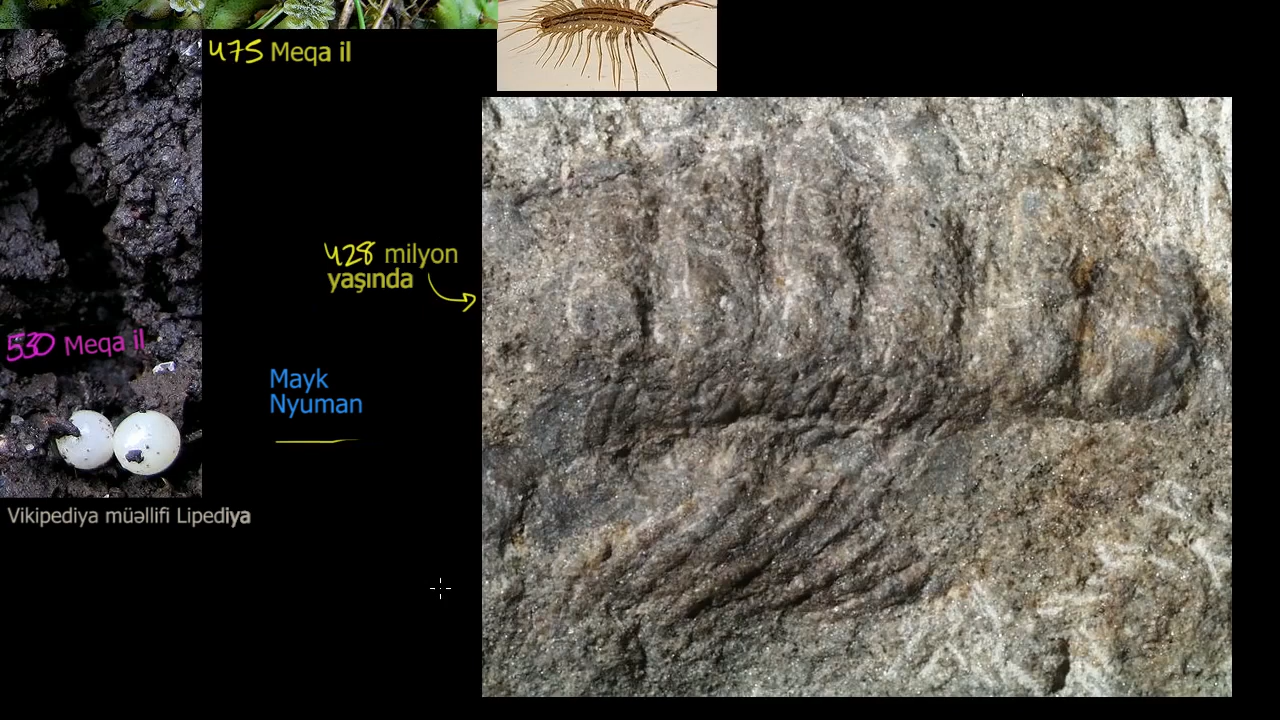 475 Meqa il
428 milyon
yaşında
530 Meqa il
Mayk
Nyuman
Vikipediya müəllifi Lipediya